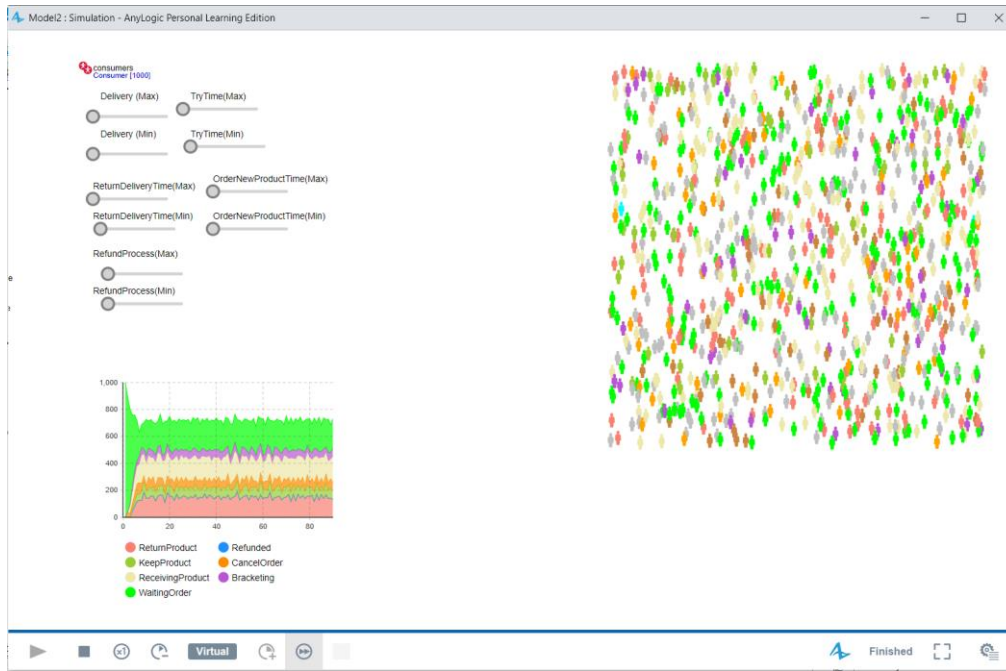 Model2 : Simulation - AnyLogic Personal Learning Edition
consumers
Consumer [1000]
Delivery (Max)
TryTime(Max)
Delivery (Min)
TryTime(Min)
ReturnDeliveryTime(Max)
OrderNewProductTime(Max)
ReturnDeliveryTime(Min)
OrderNewProductTime(Min)
RefundProcess(Max)
RefundProcess(Min)
1,000
800
600
400
200
0
0 20 40 60 80
ReturnProduct
Refunded
KeepProduct
CancelOrder
ReceivingProduct
Bracketing
WaitingOrder
x1
Virtual
Finished